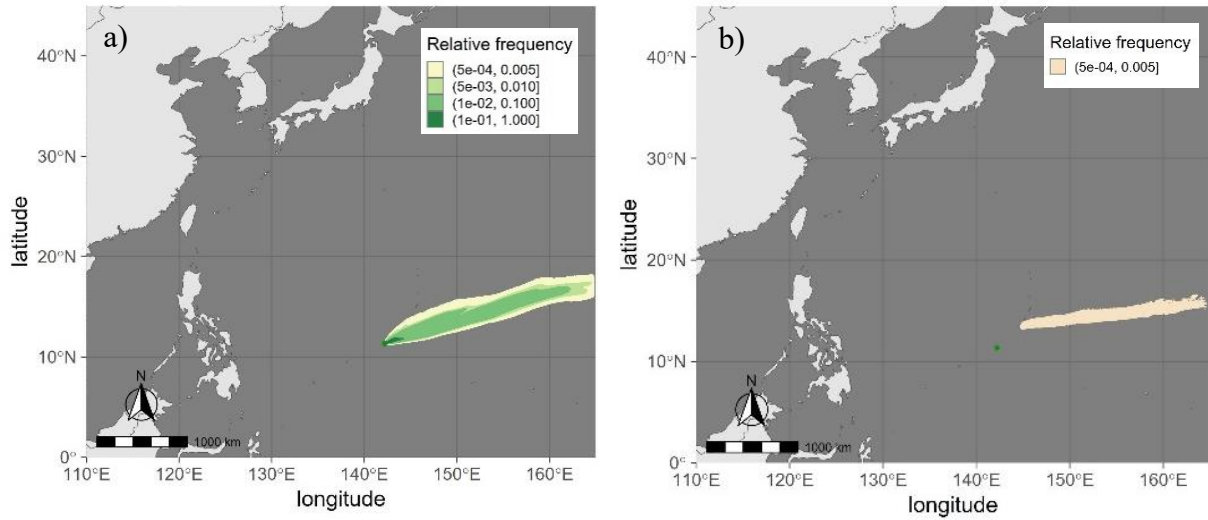 a)
Relative frequency
(5e-04, 0.005]
(5e-03, 0.010]
(1e-02, 0.100]
(1e-01, 1.000]
40°N
30°N
20°N
10°N
0°
latitude
N
1000 km
110°E
120°E
130°E
140°E
150°E
160°E
longitude
b)
Relative frequency
(5e-04, 0.005]
40°N
30°N
20°N
10°N
0°
latitude
N
1000 km
110°E
120°E
130°E
140°E
150°E
160°E
longitude